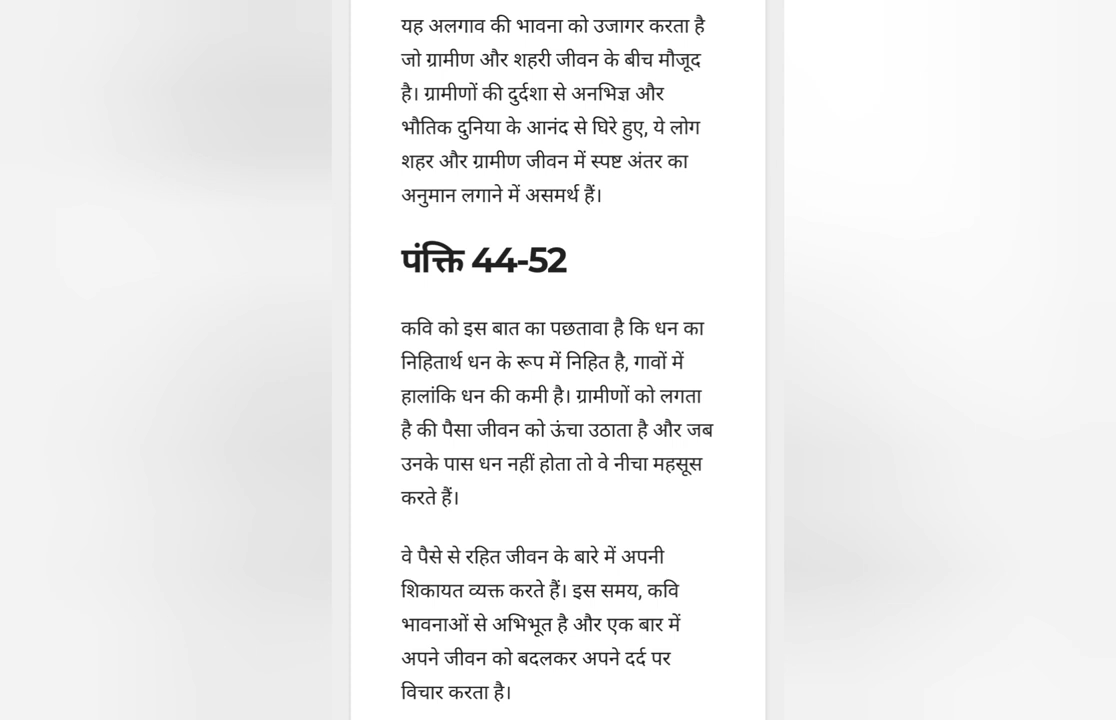 यह अलगाव की भावना को उजागर करता है
जो ग्रामीण और शहरी जीवन के बीच मौजूद
है। ग्रामीणों की दुर्दशा से अनभिज्ञ और
भौतिक दुनिया के आनंद से घिरे हुए, ये लोग
शहर और ग्रामीण जीवन में स्पष्ट अंतर का
अनुमान लगाने में असमर्थ हैं।
पंक्ति 44-52
कवि को इस बात का पछतावा है कि धन का
निहितार्थ धन के रूप में निहित है, गावों में
हालांकि धन की कमी है। ग्रामीणों को लगता
है की पैसा जीवन को ऊंचा उठाता है और जब
उनके पास धन नहीं होता तो वे नीचा महसूस
करते हैं।
वे पैसे से रहित जीवन के बारे में अपनी
शिकायत व्यक्त करते हैं। इस समय, कवि
भावनाओं से अभिभूत है और एक बार में
अपने जीवन को बदलकर अपने दर्द पर
विचार करता है।